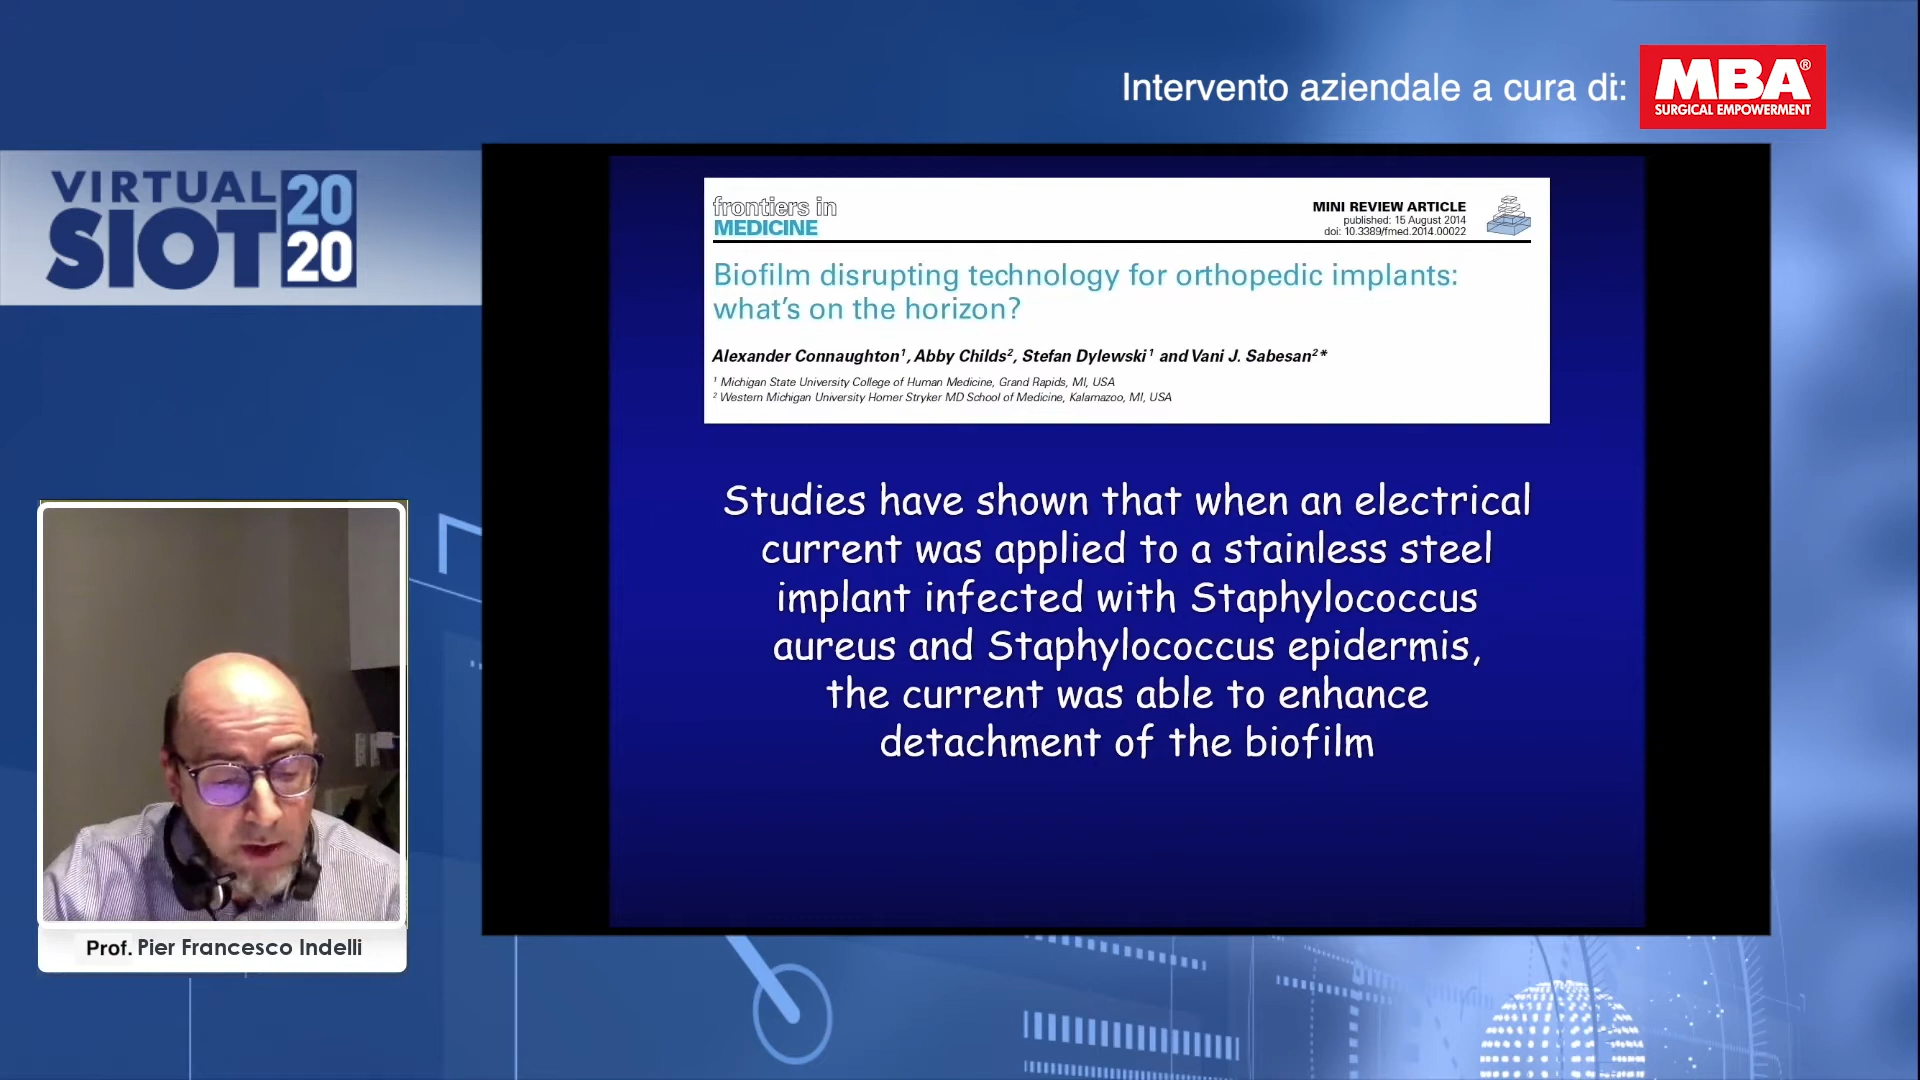 Intervento aziendale a cura di:
MBA®
SURGICAL EMPOWERMENT
VIRTUAL
SIOT
20
20
frontiers in
MEDICINE
MINI REVIEW ARTICLE
published: 15 August 2014
doi: 10.3389/fmed.2014.00022
Biofilm disrupting technology for orthopedic implants:
what's on the horizon?
Alexander Connaughton¹, Abby Childs², Stefan Dylewski¹ and Vani J. Sabesan²*
¹ Michigan State University College of Human Medicine, Grand Rapids, MI, USA
² Western Michigan University Homer Stryker MD School of Medicine, Kalamazoo, MI, USA
Studies have shown that when an electrical
current was applied to a stainless steel
implant infected with Staphylococcus
aureus and Staphylococcus epidermis,
the current was able to enhance
detachment of the biofilm
Prof. Pier Francesco Indelli